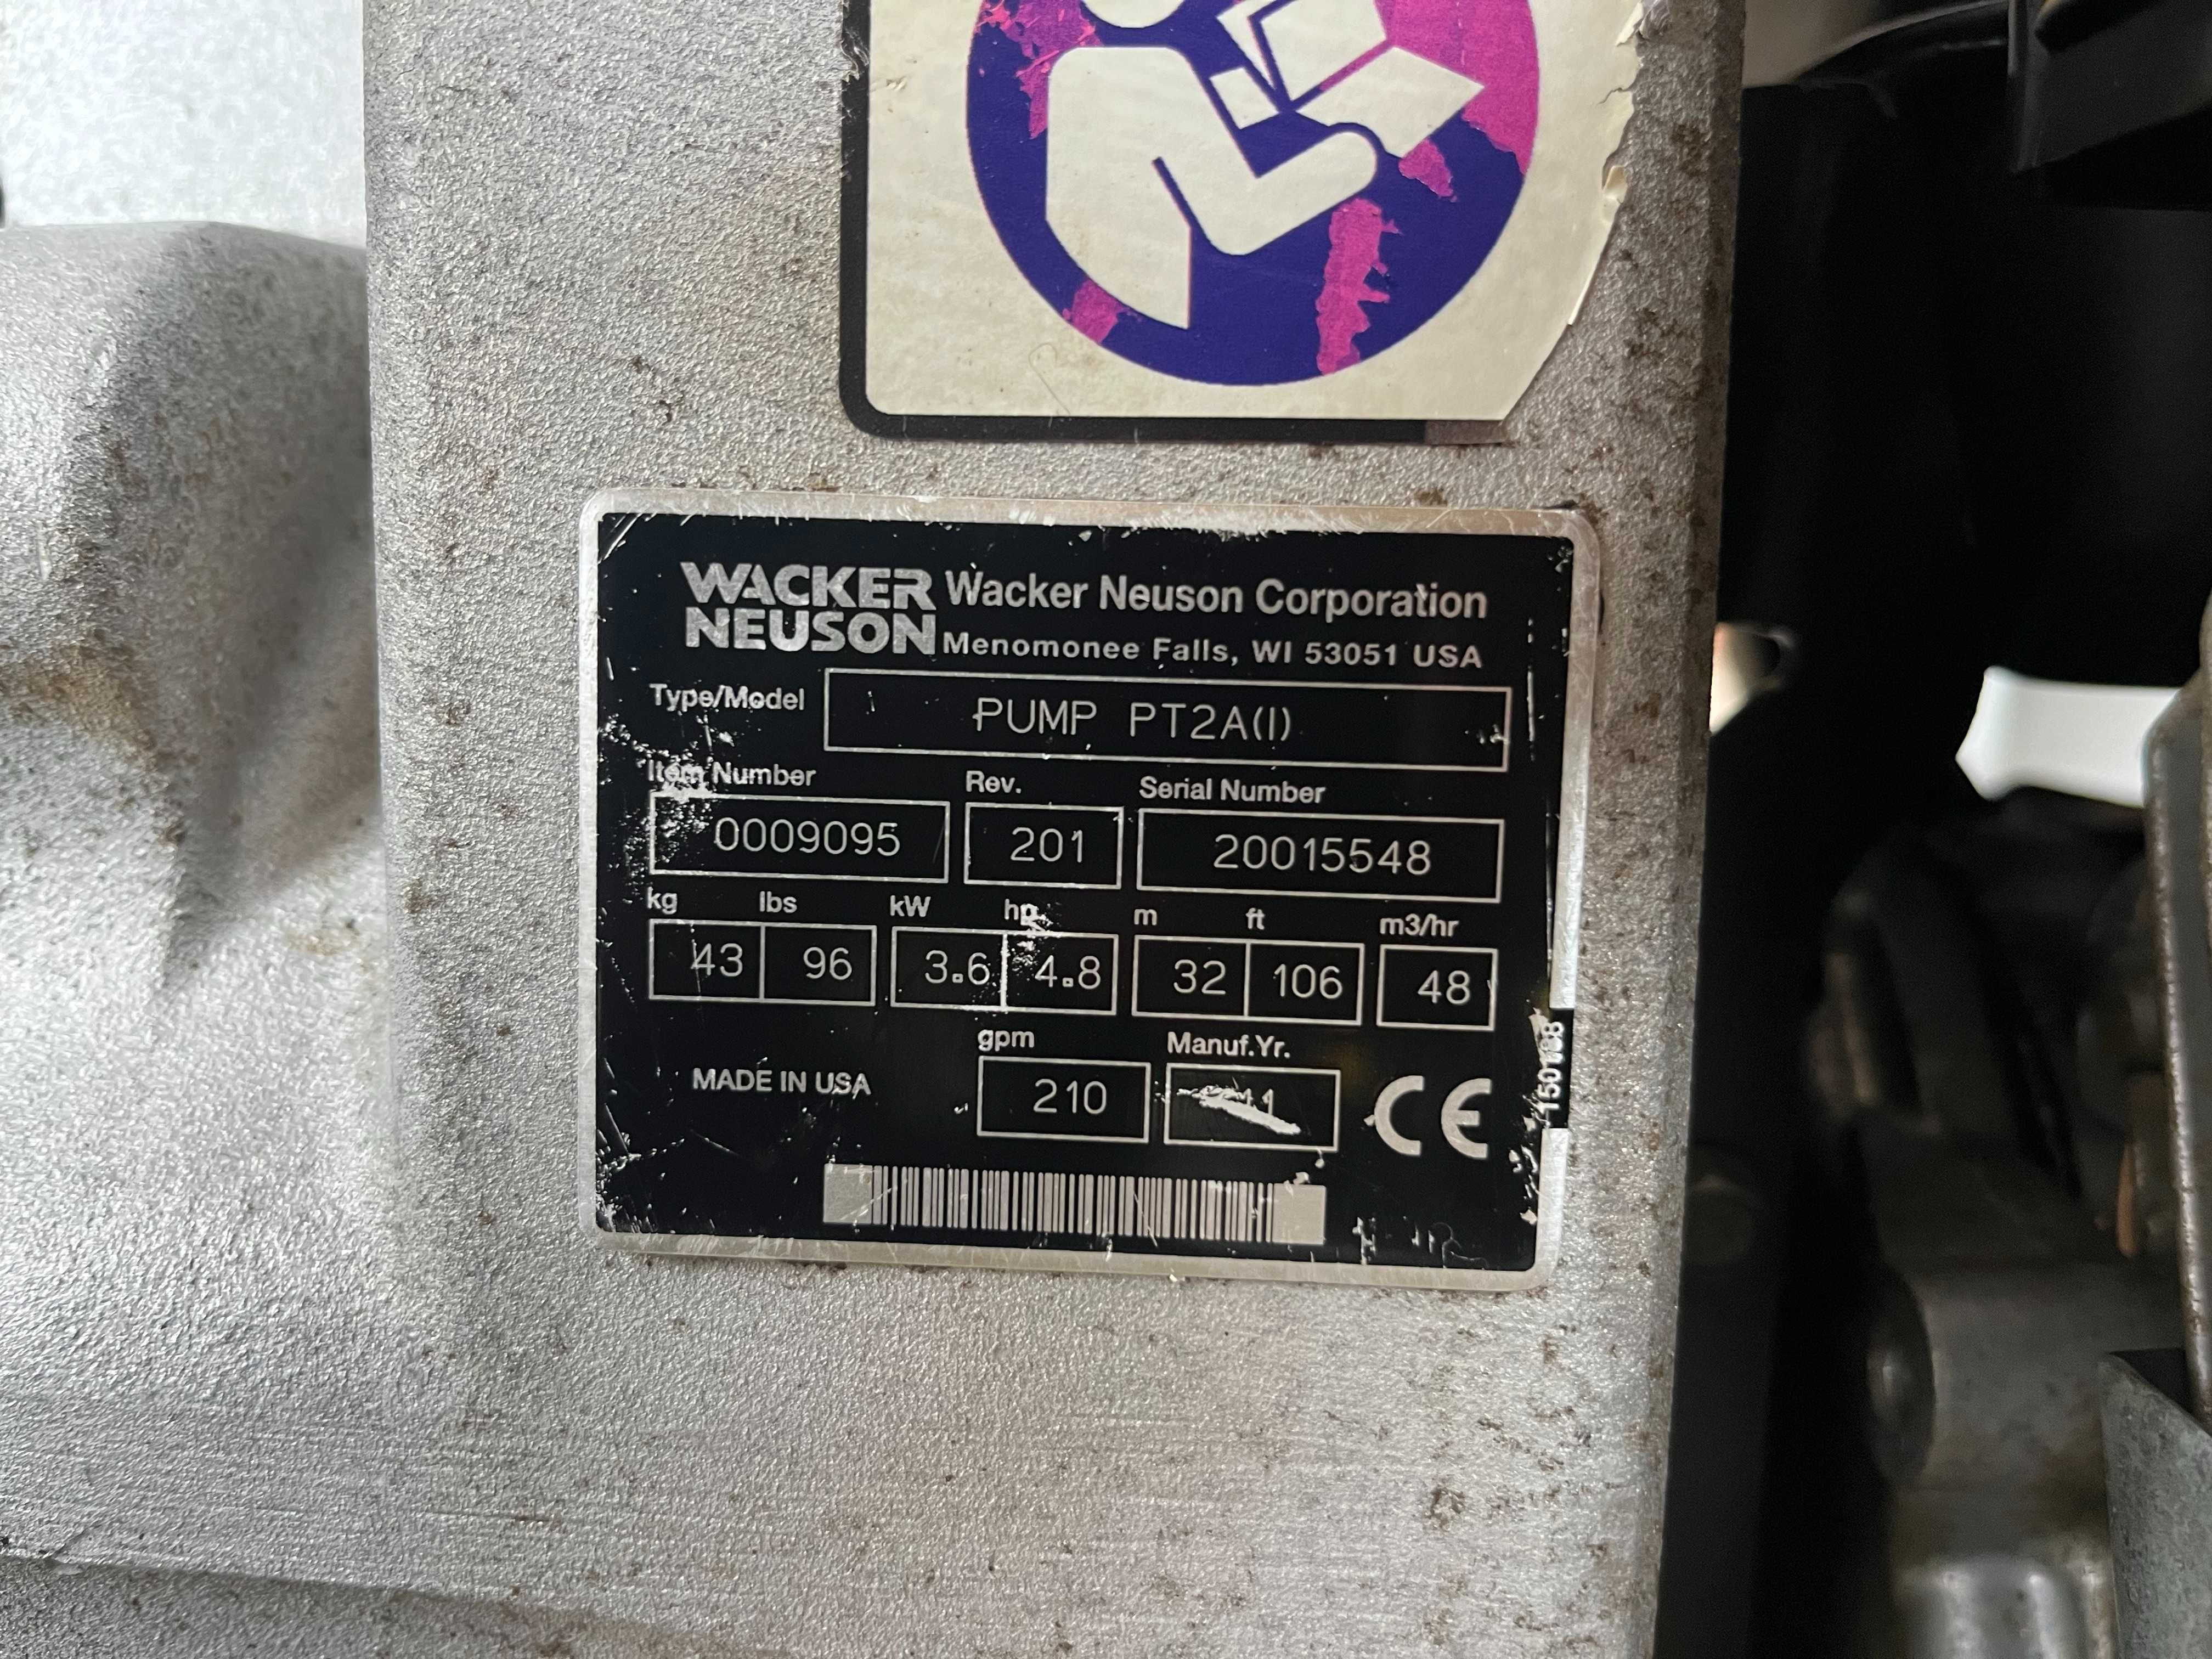 WACKER NEUSON
Wacker Neuson Corporation
Menomonee Falls, WI 53051 USA
Type/Model PUMP PT2A(I)
Item Number Rev. Serial Number
0009095 201 20015548
kg lbs kW hp m ft m3/hr
43 96 3.6 4.8 32 106 48
gpm Manuf.Yr.
MADE IN USA 210 CE